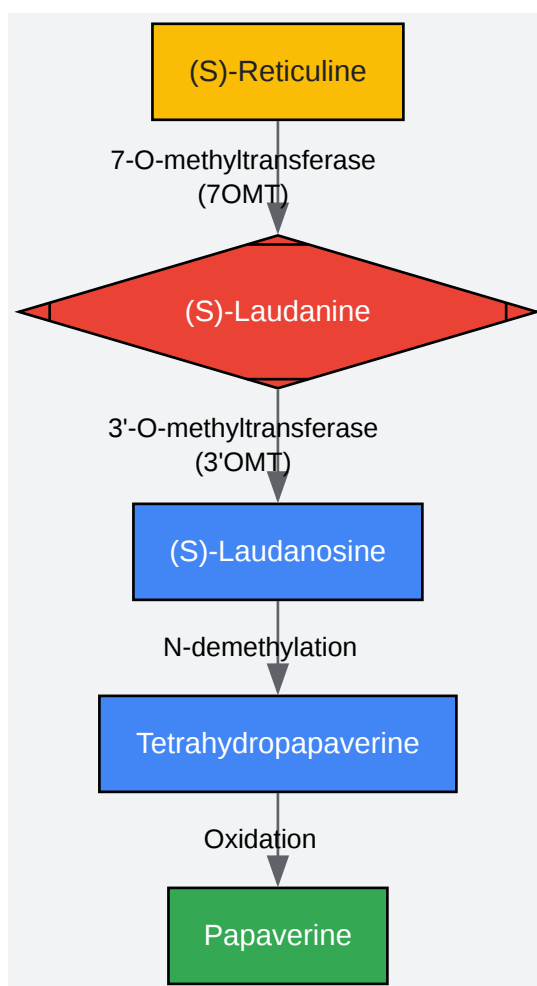 (S)-Reticuline
7-O-methyltransferase
(7OMT)
(S)-Laudanine
3'-O-methyltransferase
(3'OMT)
(S)-Laudanosine
N-demethylation
Tetrahydropapaverine
Oxidation
Papaverine